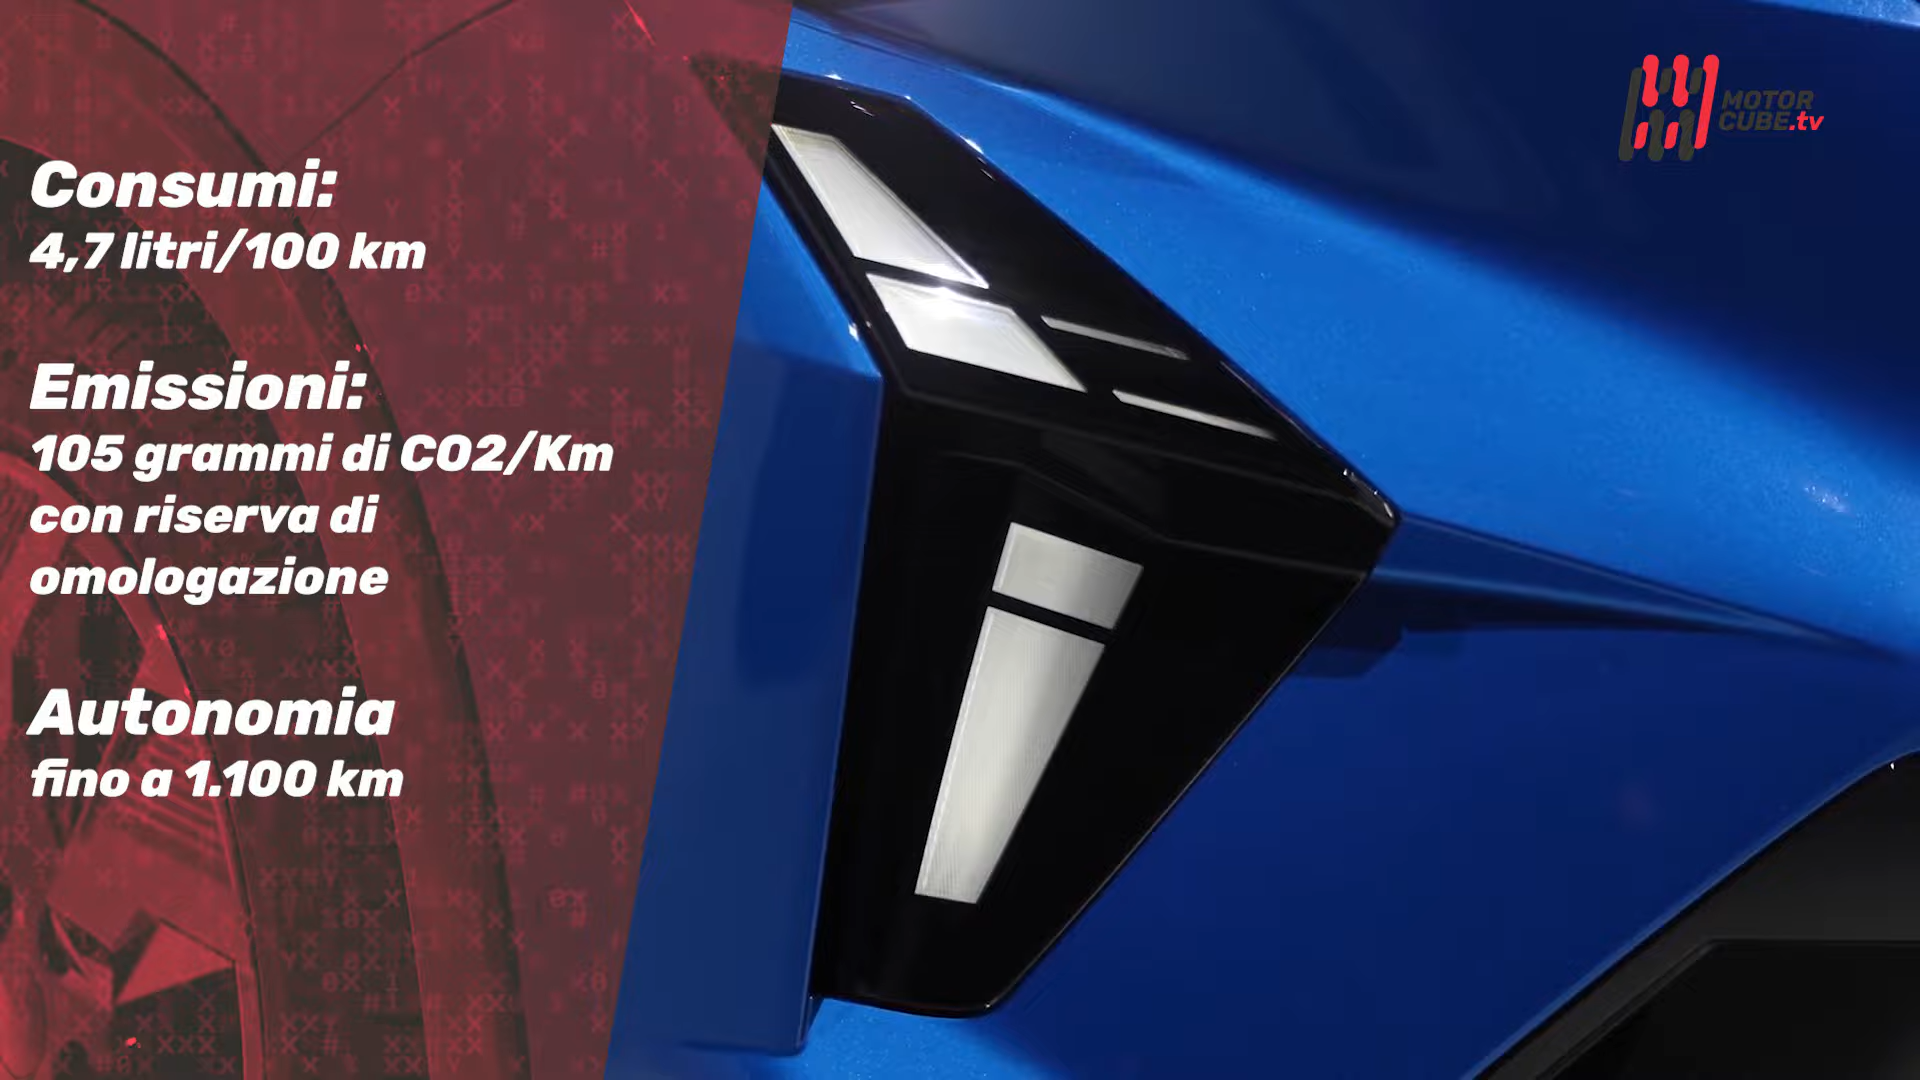 MOTOR
CUBE.tv
Consumi:
4,7 litri/100 km
Emissioni:
105 grammi di CO2/Km
con riserva di
omologazione
Autonomia
fino a 1.100 km